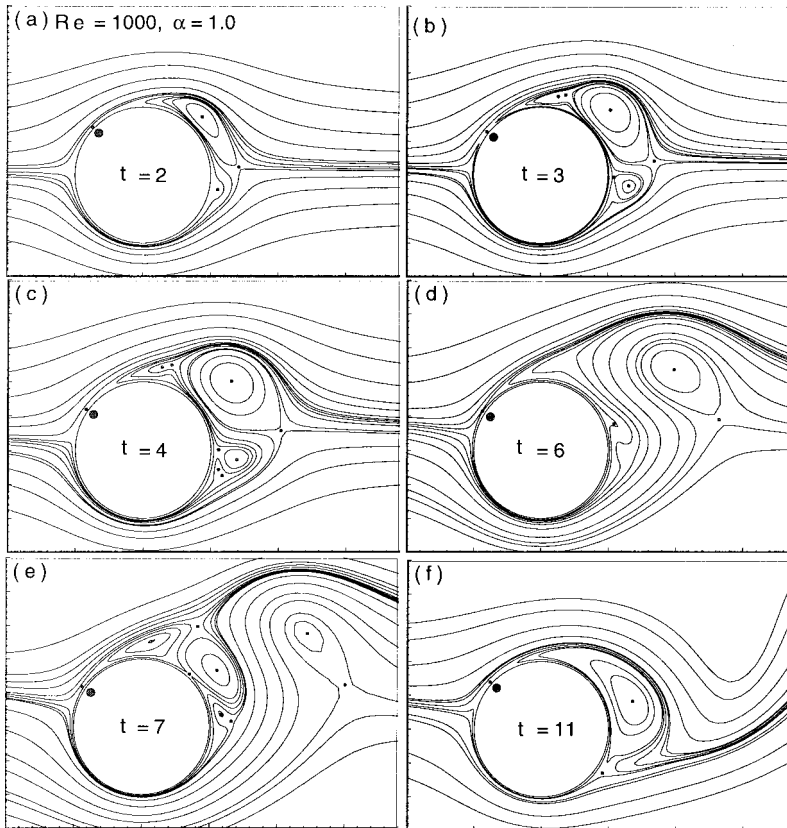 (a) Re = 1000, α = 1.0
t = 2
(b)
t = 3
(c)
t = 4
(d)
t = 6
(e)
t = 7
(f)
t = 11